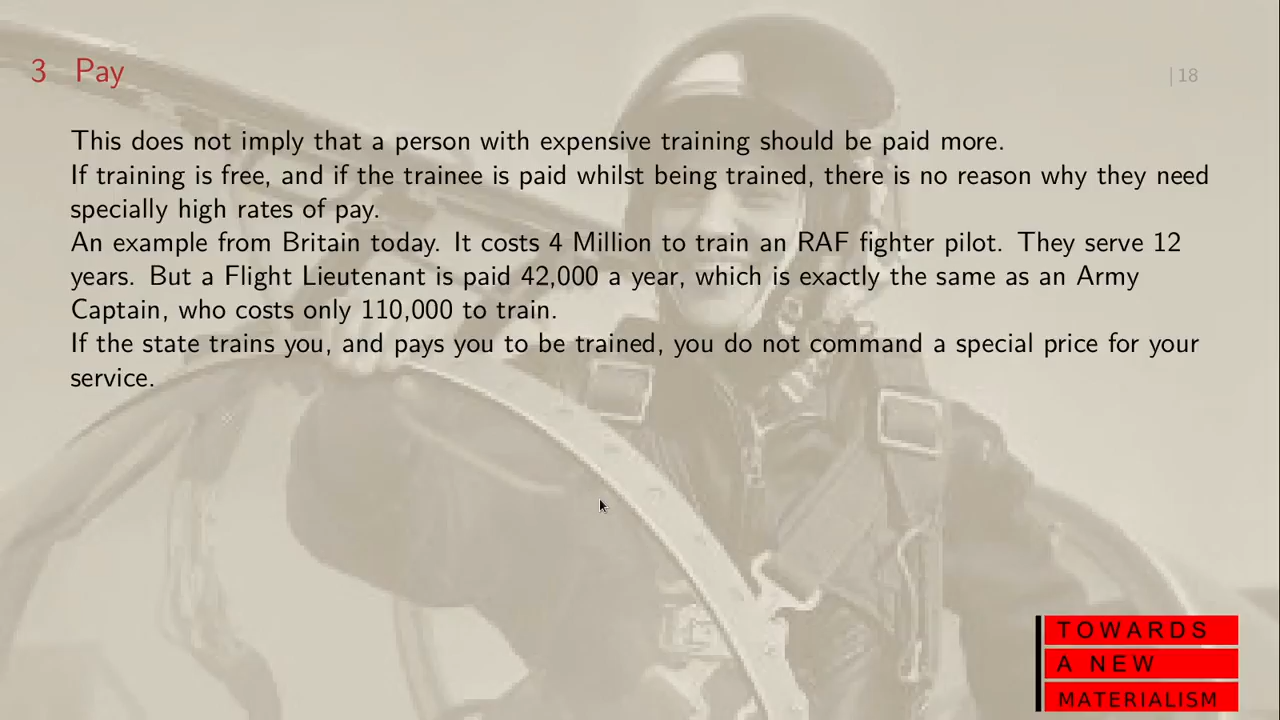 3 Pay
| 18
This does not imply that a person with expensive training should be paid more.
If training is free, and if the trainee is paid whilst being trained, there is no reason why they need
specially high rates of pay.
An example from Britain today. It costs 4 Million to train an RAF fighter pilot. They serve 12
years. But a Flight Lieutenant is paid 42,000 a year, which is exactly the same as an Army
Captain, who costs only 110,000 to train.
If the state trains you, and pays you to be trained, you do not command a special price for your
service.
TOWARDS
A NEW
MATERIALISM